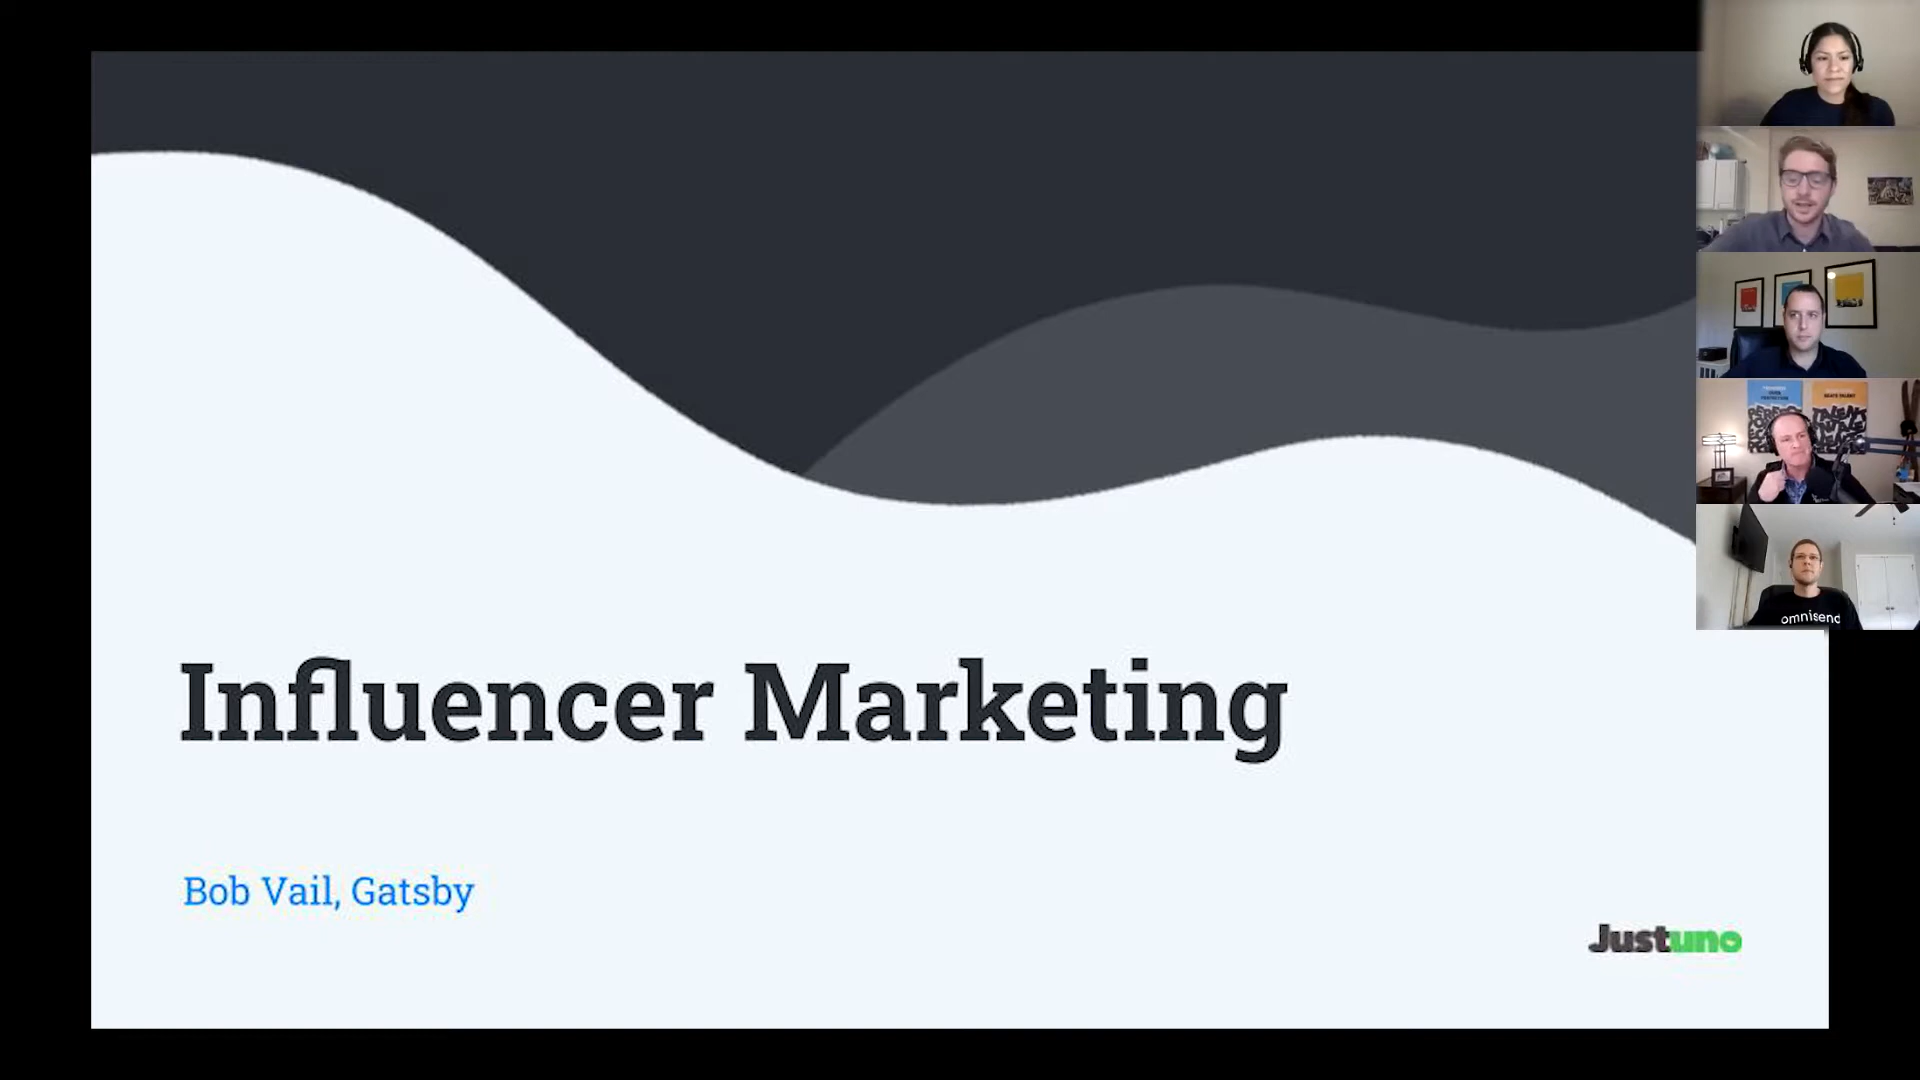 Influencer Marketing
Bob Vail, Gatsby
Justuno
omnisend